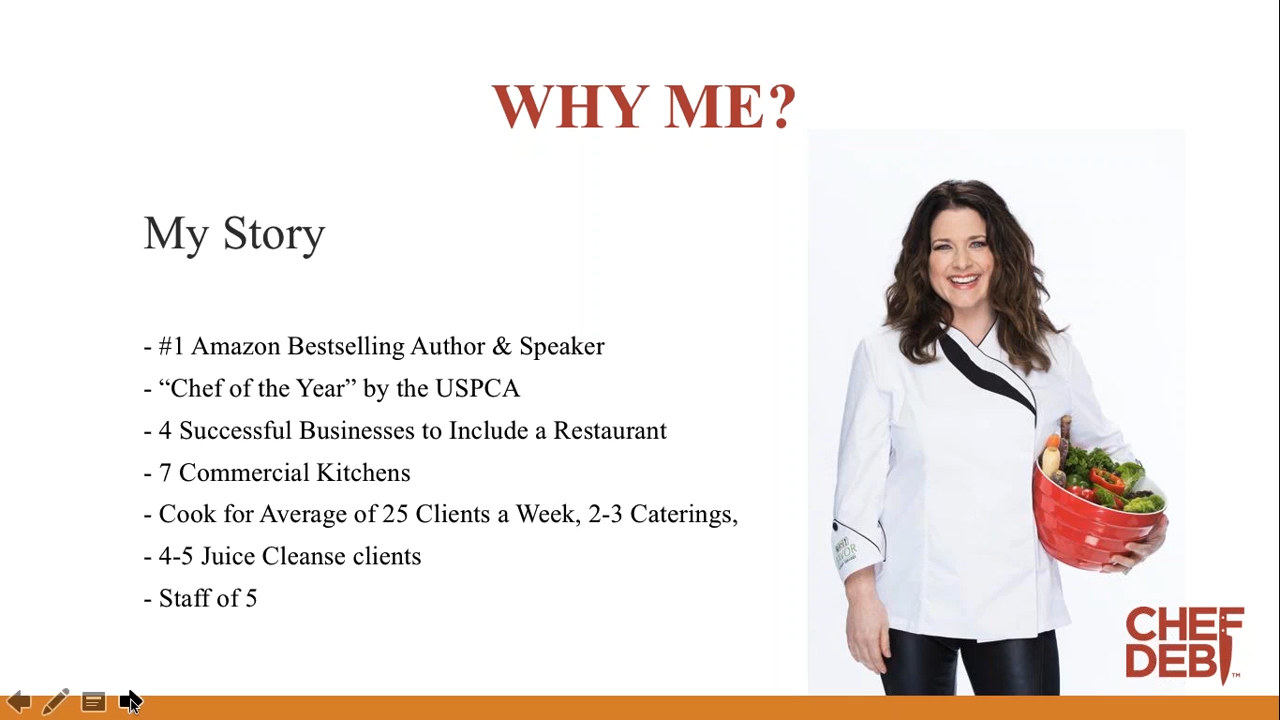 WHY ME?
My Story
- #1 Amazon Bestselling Author & Speaker
- “Chef of the Year” by the USPCA
- 4 Successful Businesses to Include a Restaurant
- 7 Commercial Kitchens
- Cook for Average of 25 Clients a Week, 2-3 Caterings,
- 4-5 Juice Cleanse clients
- Staff of 5
CHEF
DEBI™